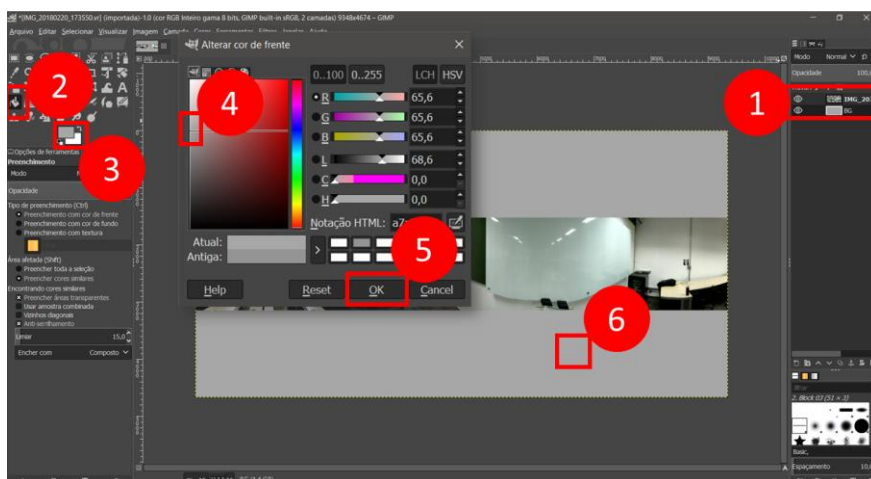 *[IMG_20180220_173550.vr] (importada)-1.0 (cor RGB Inteiro gama 8 bits, GIMP built-in sRGB, 2 camadas) 9348x4674 – GIMP
Arquivo Editar Selecionar Visualizar Imagem
Alterar cor de frente
0..100 0..255 LCH HSV
R 65,6
G 65,6
B 65,6
L 68,6
C 0,0
H 0,0
Notação HTML:
Atual:
Antiga:
Help Reset OK Cancel
1
2
3
4
5
6
Opções de ferramentas
Preenchimento
Modo
Opacidade
Tipo de preenchimento (Ctrl)
Preenchimento com cor de frente
Preenchimento com cor de fundo
Preenchimento com textura
Área afetada (Shift)
Preencher toda a seleção
Preencher cores similares
Encontrando cores similares
Preencher áreas transparentes
Usar amostra combinada
Vizinhos diagonais
Anti-serrilhamento
Limiar 15,0
Encher com Composto
Modo Normal
Opacidade 100,
IMG_20
BG
2. Block 03 (51 × 3)
Basic,
Espaçamento 10,